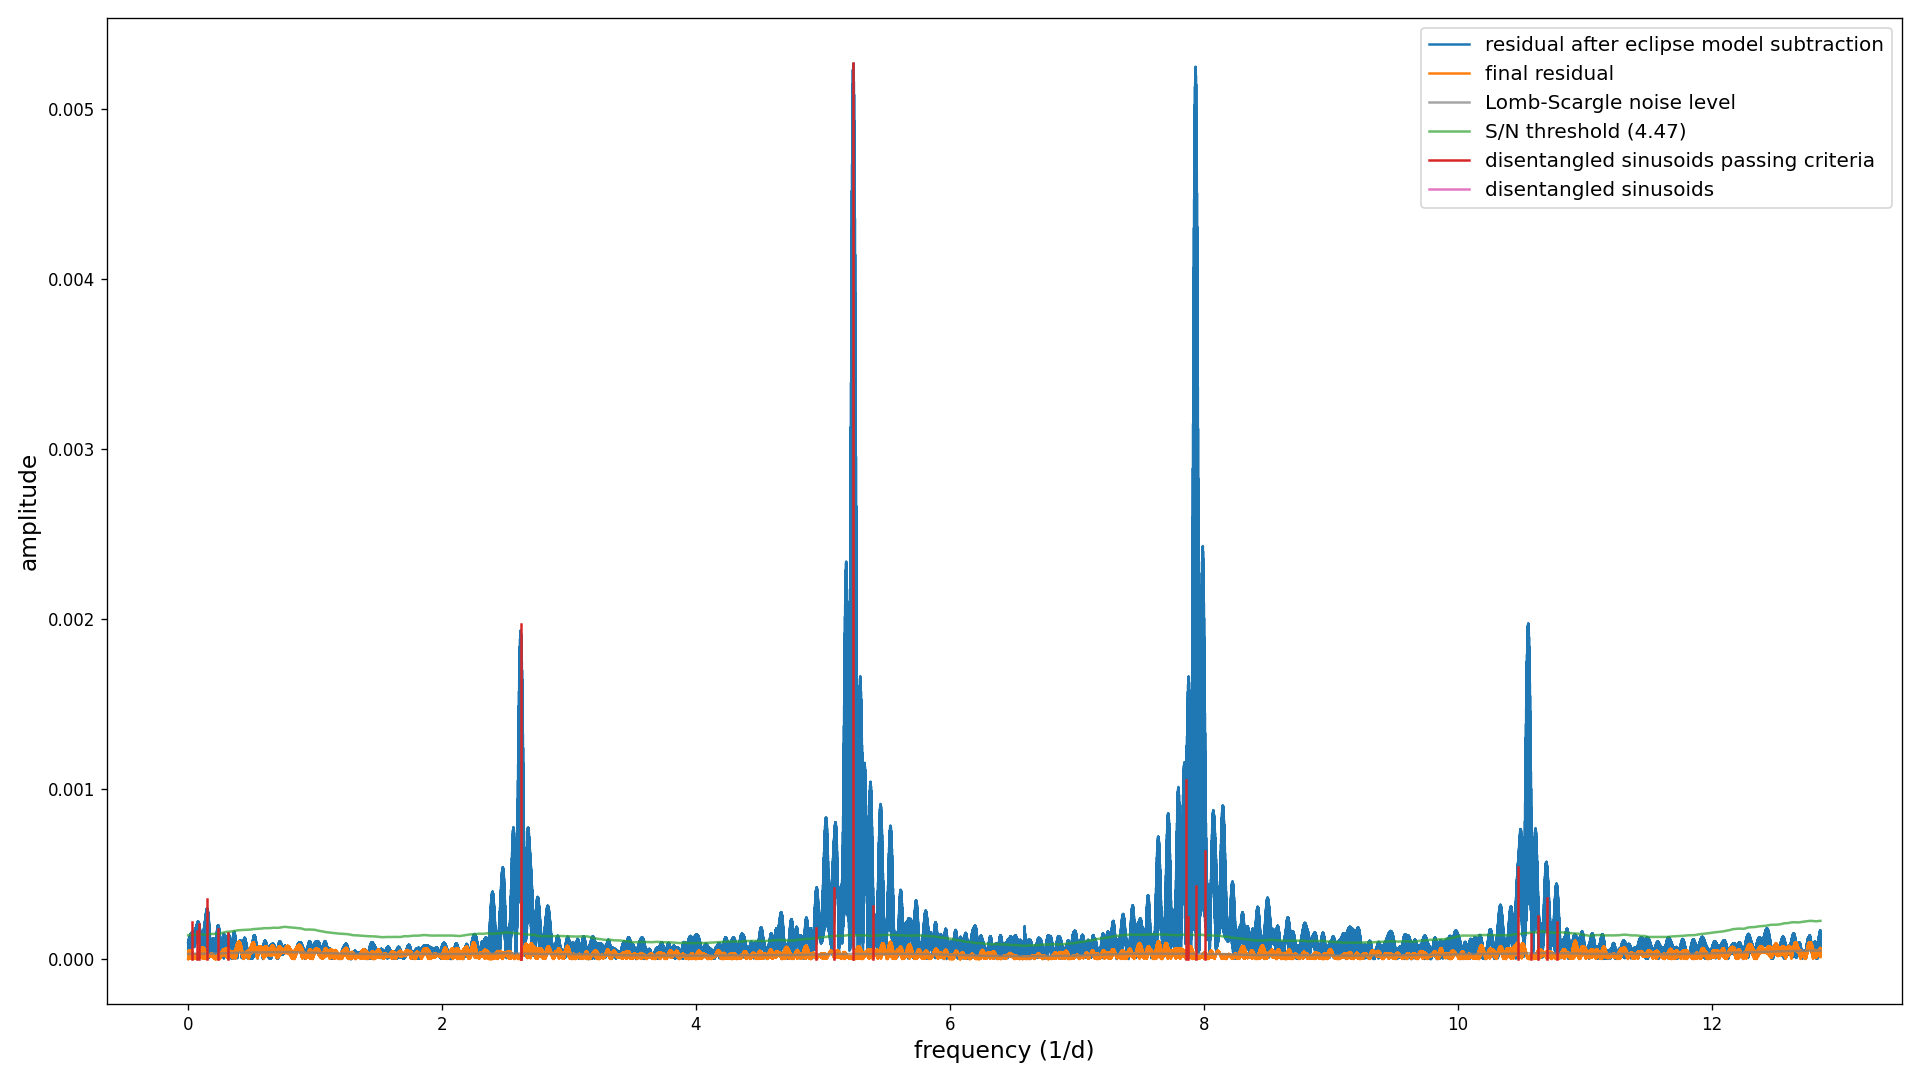 residual after eclipse model subtraction
final residual
Lomb-Scargle noise level
S/N threshold (4.47)
disentangled sinusoids passing criteria
disentangled sinusoids
0.005
0.004
0.003
0.002
0.001
0.000
amplitude
0 2 4 6 8 10 12
frequency (1/d)